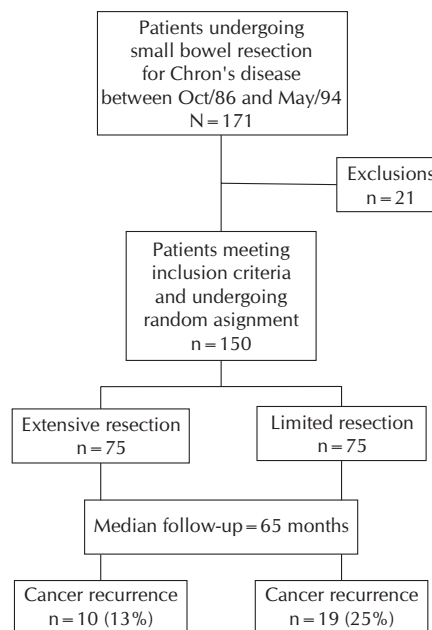 Patients undergoing
small bowel resection
for Chron's disease
between Oct/86 and May/94
N = 171
Exclusions
n = 21
Patients meeting
inclusion criteria
and undergoing
random asignment
n = 150
Extensive resection
n = 75
Limited resection
n = 75
Median follow-up = 65 months
Cancer recurrence
n = 10 (13%)
Cancer recurrence
n = 19 (25%)